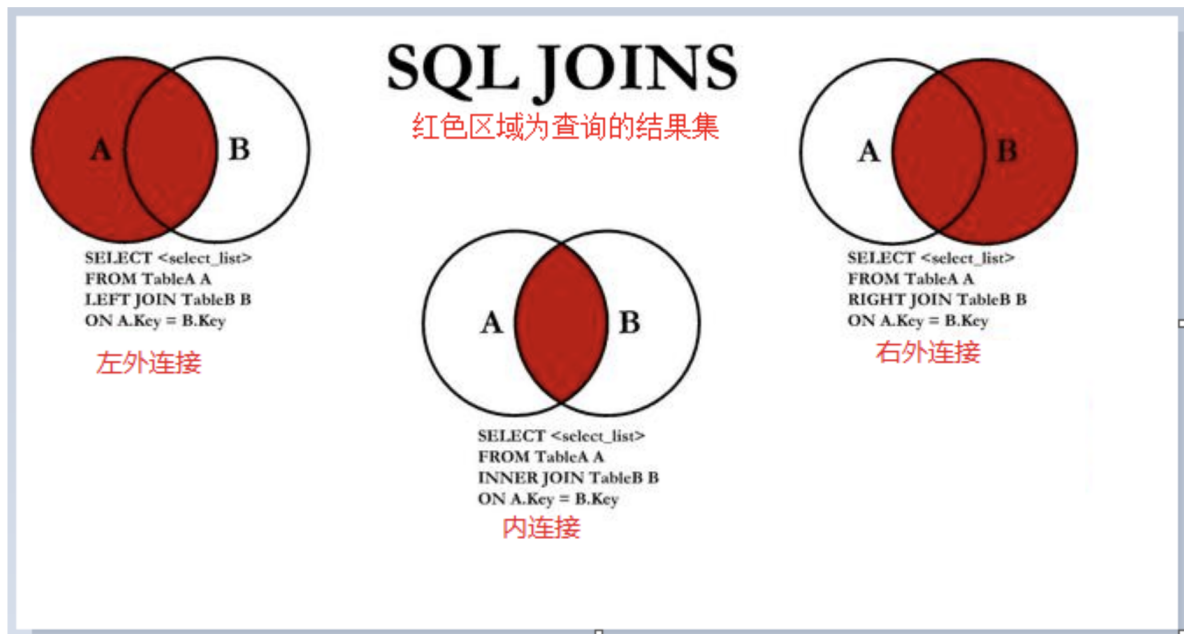 SQL JOINS
红色区域为查询的结果集
A
B
SELECT <select_list>
FROM TableA A
LEFT JOIN TableB B
ON A.Key = B.Key
左外连接
A
B
SELECT <select_list>
FROM TableA A
INNER JOIN TableB B
ON A.Key = B.Key
内连接
A
B
SELECT <select_list>
FROM TableA A
RIGHT JOIN TableB B
ON A.Key = B.Key
右外连接